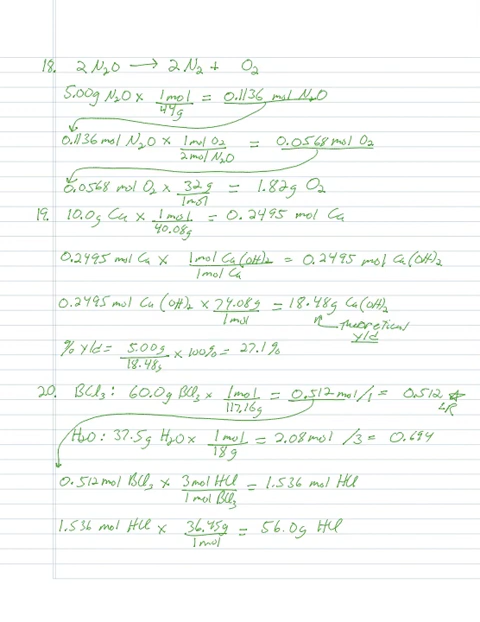 18. 2 N₂O → 2 N₂ + O₂
5.00g N₂O × 1mol/44g = 0.1136 mol N₂O
0.1136 mol N₂O × 1mol O₂/2mol N₂O = 0.0568 mol O₂
0.0568 mol O₂ × 32g/1mol = 1.82g O₂
19. 10.0g Ca × 1mol/40.08g = 0.2495 mol Ca
0.2495 mol Ca × 1mol Ca(OH)₂/1mol Ca = 0.2495 mol Ca(OH)₂
0.2495 mol Ca(OH)₂ × 74.08g/1mol = 18.48g Ca(OH)₂
Theoretical
yld
% yld = 5.00g/18.48g × 100% = 27.1%
20. BCl₃: 60.0g BCl₃ × 1mol/117.16g = 0.512 mol/1 = 0.512 ☆
LR
H₂O: 37.5g H₂O × 1mol/18g = 2.08mol /3 = 0.694
0.512 mol BCl₃ × 3mol HCl/1mol BCl₃ = 1.536 mol HCl
1.536 mol HCl × 36.45g/1mol = 56.0g HCl